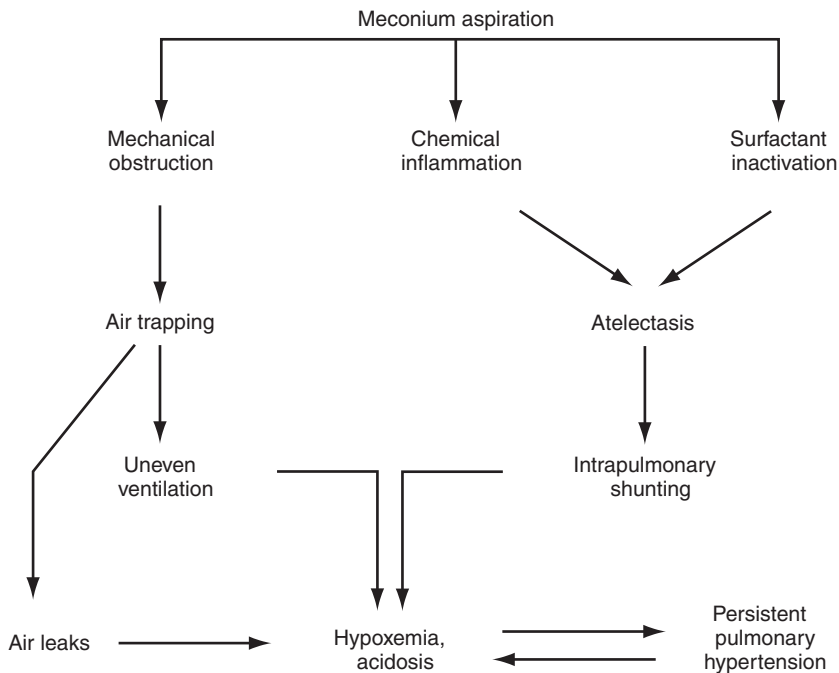 Meconium aspiration
Mechanical
obstruction
Chemical
inflammation
Surfactant
inactivation
Air trapping
Atelectasis
Uneven
ventilation
Intrapulmonary
shunting
Air leaks
Hypoxemia,
acidosis
Persistent
pulmonary
hypertension